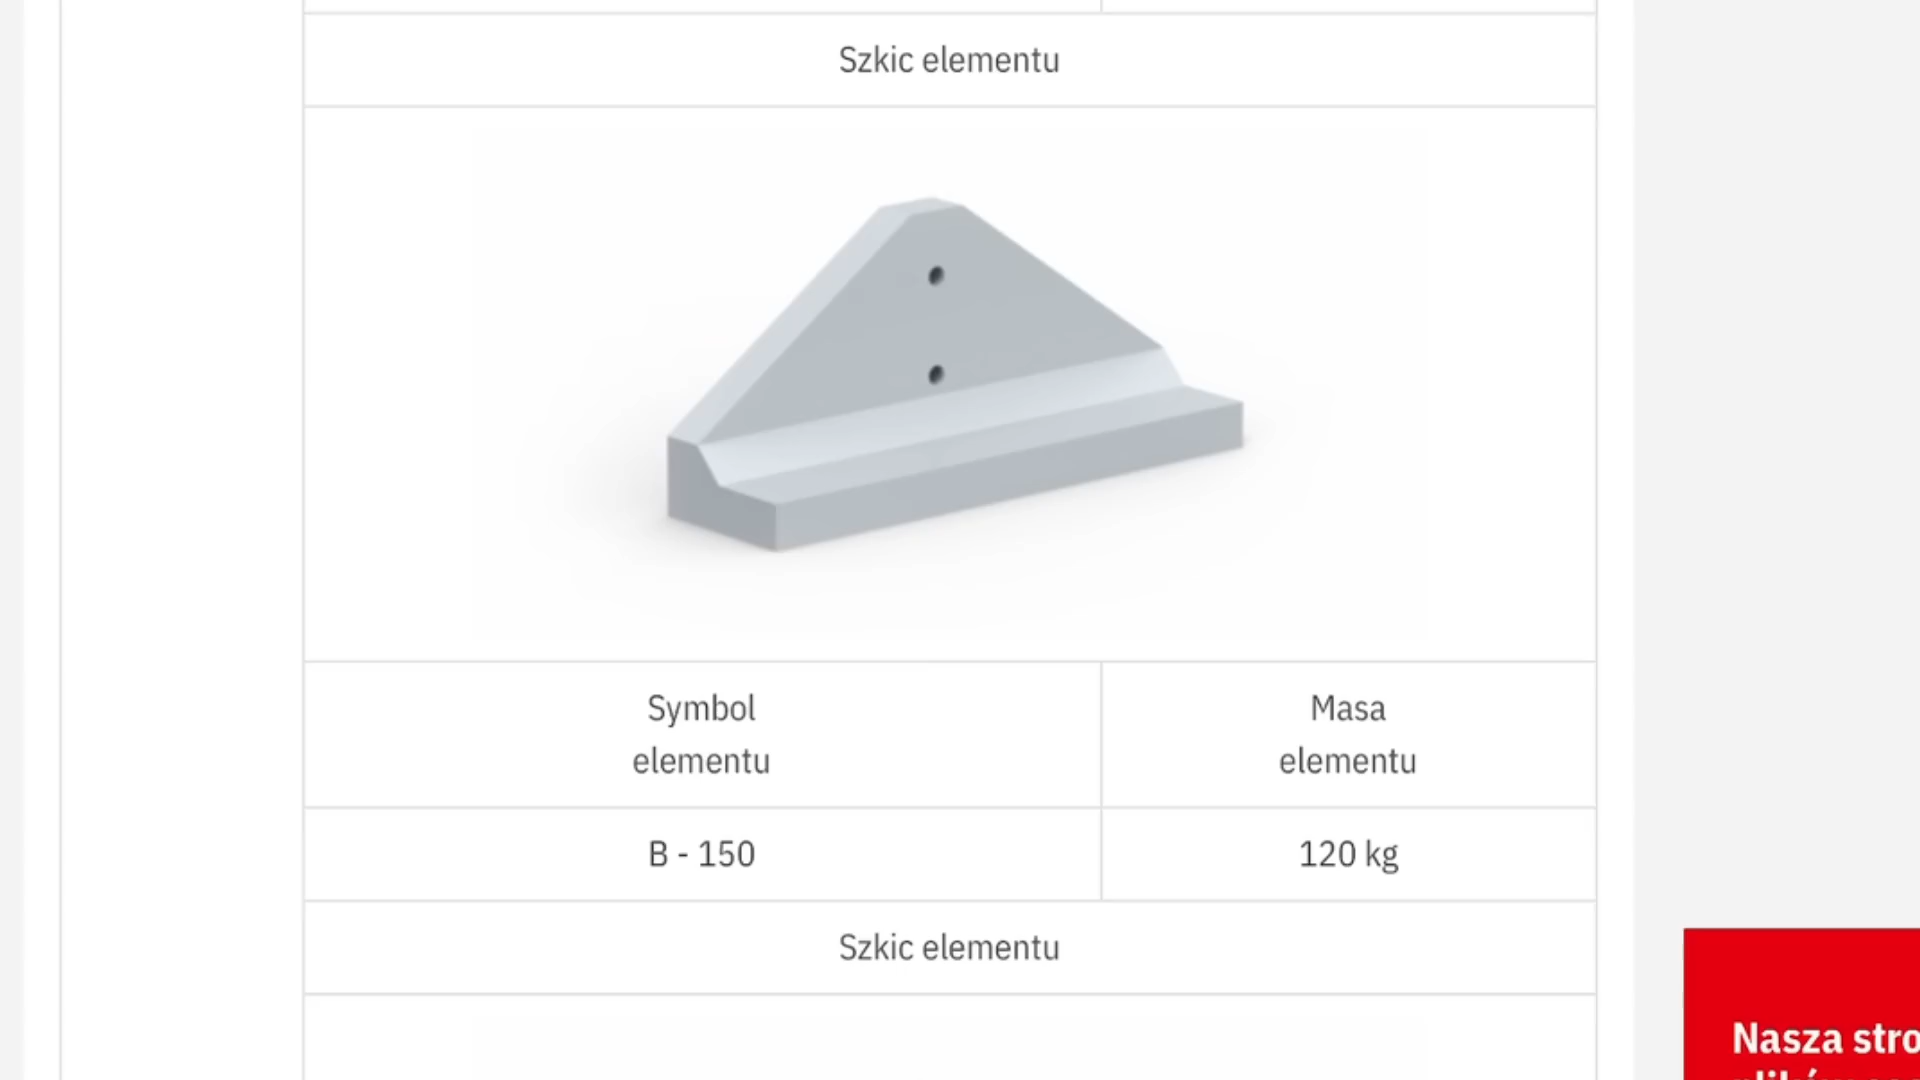 Szkic elementu
Symbol
elementu
Masa
elementu
B - 150
120 kg
Szkic elementu
Nasza stro